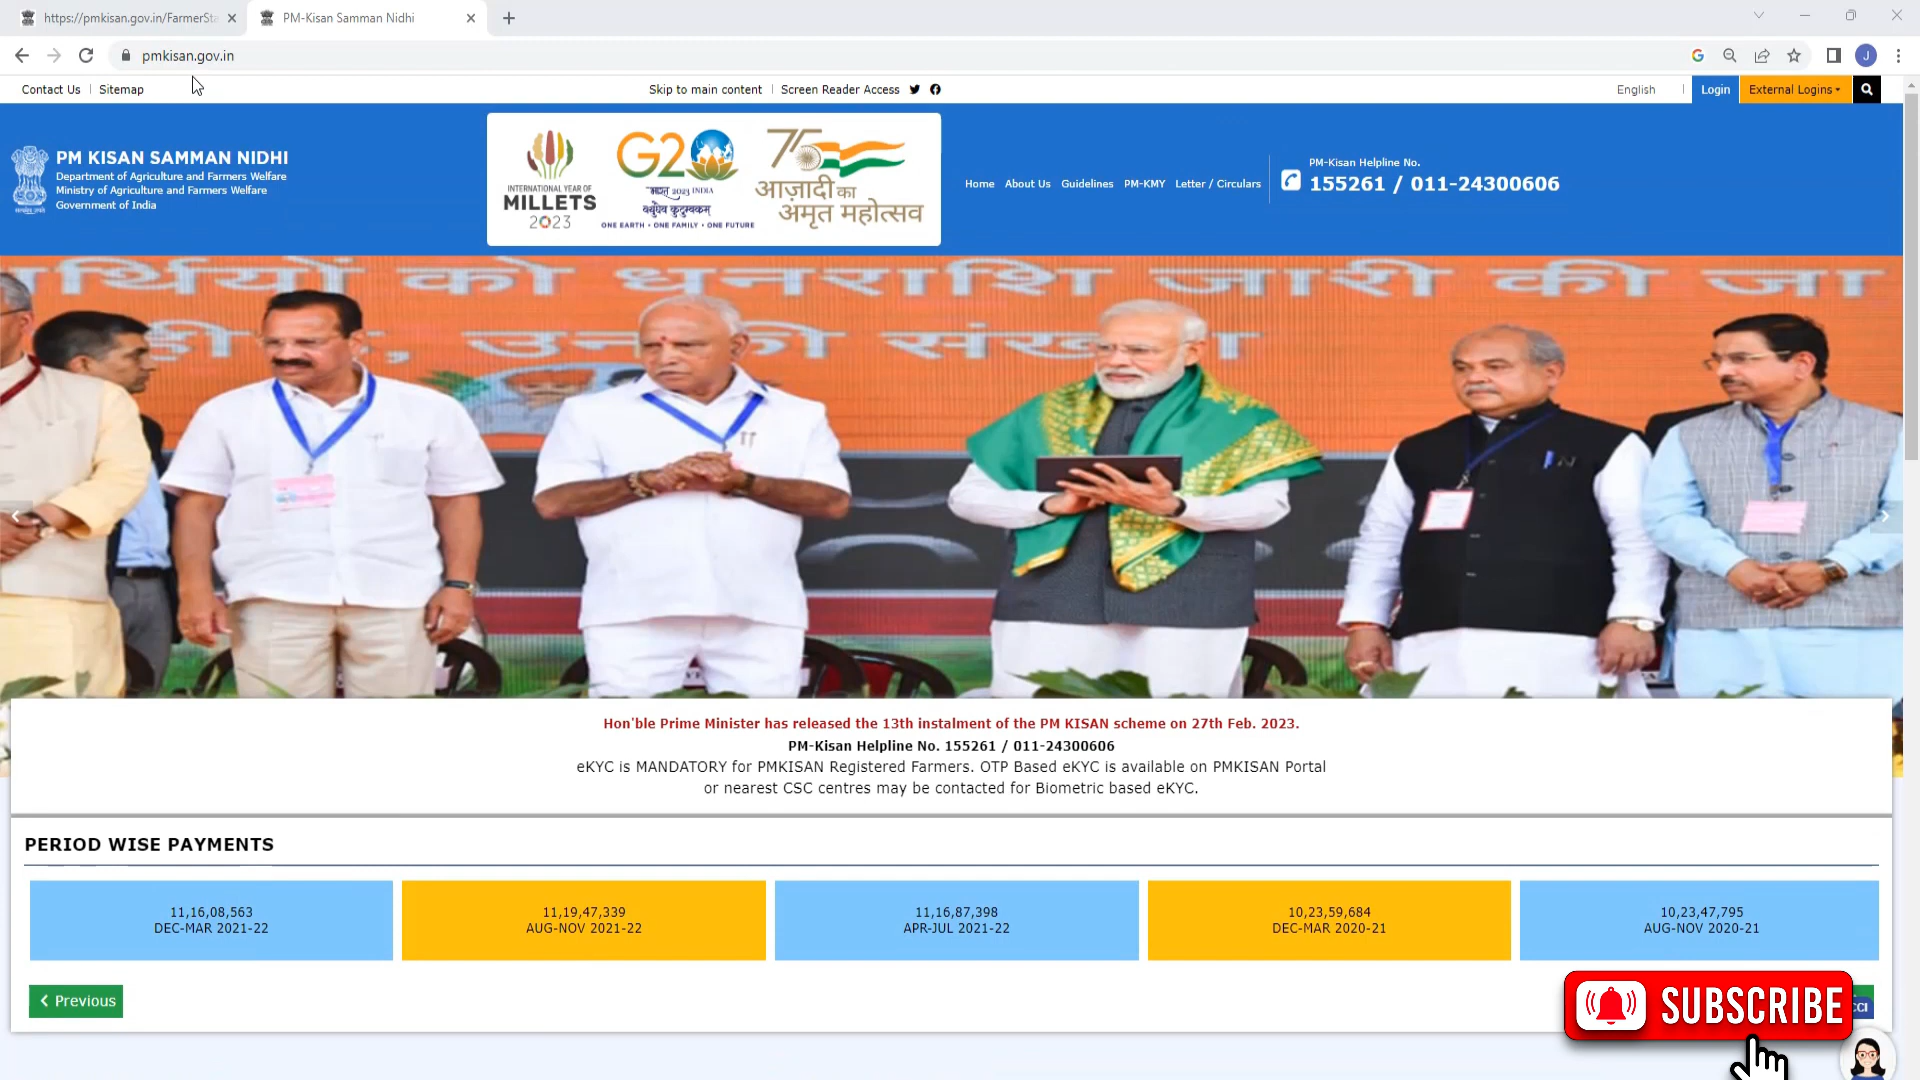 https://pmkisan.gov.in/FarmerSta
PM-Kisan Samman Nidhi
pmkisan.gov.in
J
Contact Us | Sitemap
Skip to main content | Screen Reader Access
English
Login
External Logins
PM KISAN SAMMAN NIDHI
Department of Agriculture and Farmers Welfare
Ministry of Agriculture and Farmers Welfare
Government of India
INTERNATIONAL YEAR OF
MILLETS
2023
G20
भारत 2023 INDIA
वसुधैव कुटुम्बकम्
ONE EARTH • ONE FAMILY • ONE FUTURE
75
आज़ादी का
अमृत महोत्सव
Home About Us Guidelines PM-KMY Letter / Circulars
PM-Kisan Helpline No.
155261 / 011-24300606
र्थियों को धनराशि जारी की जा
उनकी संख्या
Hon'ble Prime Minister has released the 13th instalment of the PM KISAN scheme on 27th Feb. 2023.
PM-Kisan Helpline No. 155261 / 011-24300606
eKYC is MANDATORY for PMKISAN Registered Farmers. OTP Based eKYC is available on PMKISAN Portal
or nearest CSC centres may be contacted for Biometric based eKYC.
PERIOD WISE PAYMENTS
11,16,08,563
DEC-MAR 2021-22
11,19,47,339
AUG-NOV 2021-22
11,16,87,398
APR-JUL 2021-22
10,23,59,684
DEC-MAR 2020-21
10,23,47,795
AUG-NOV 2020-21
Previous
SUBSCRIBE